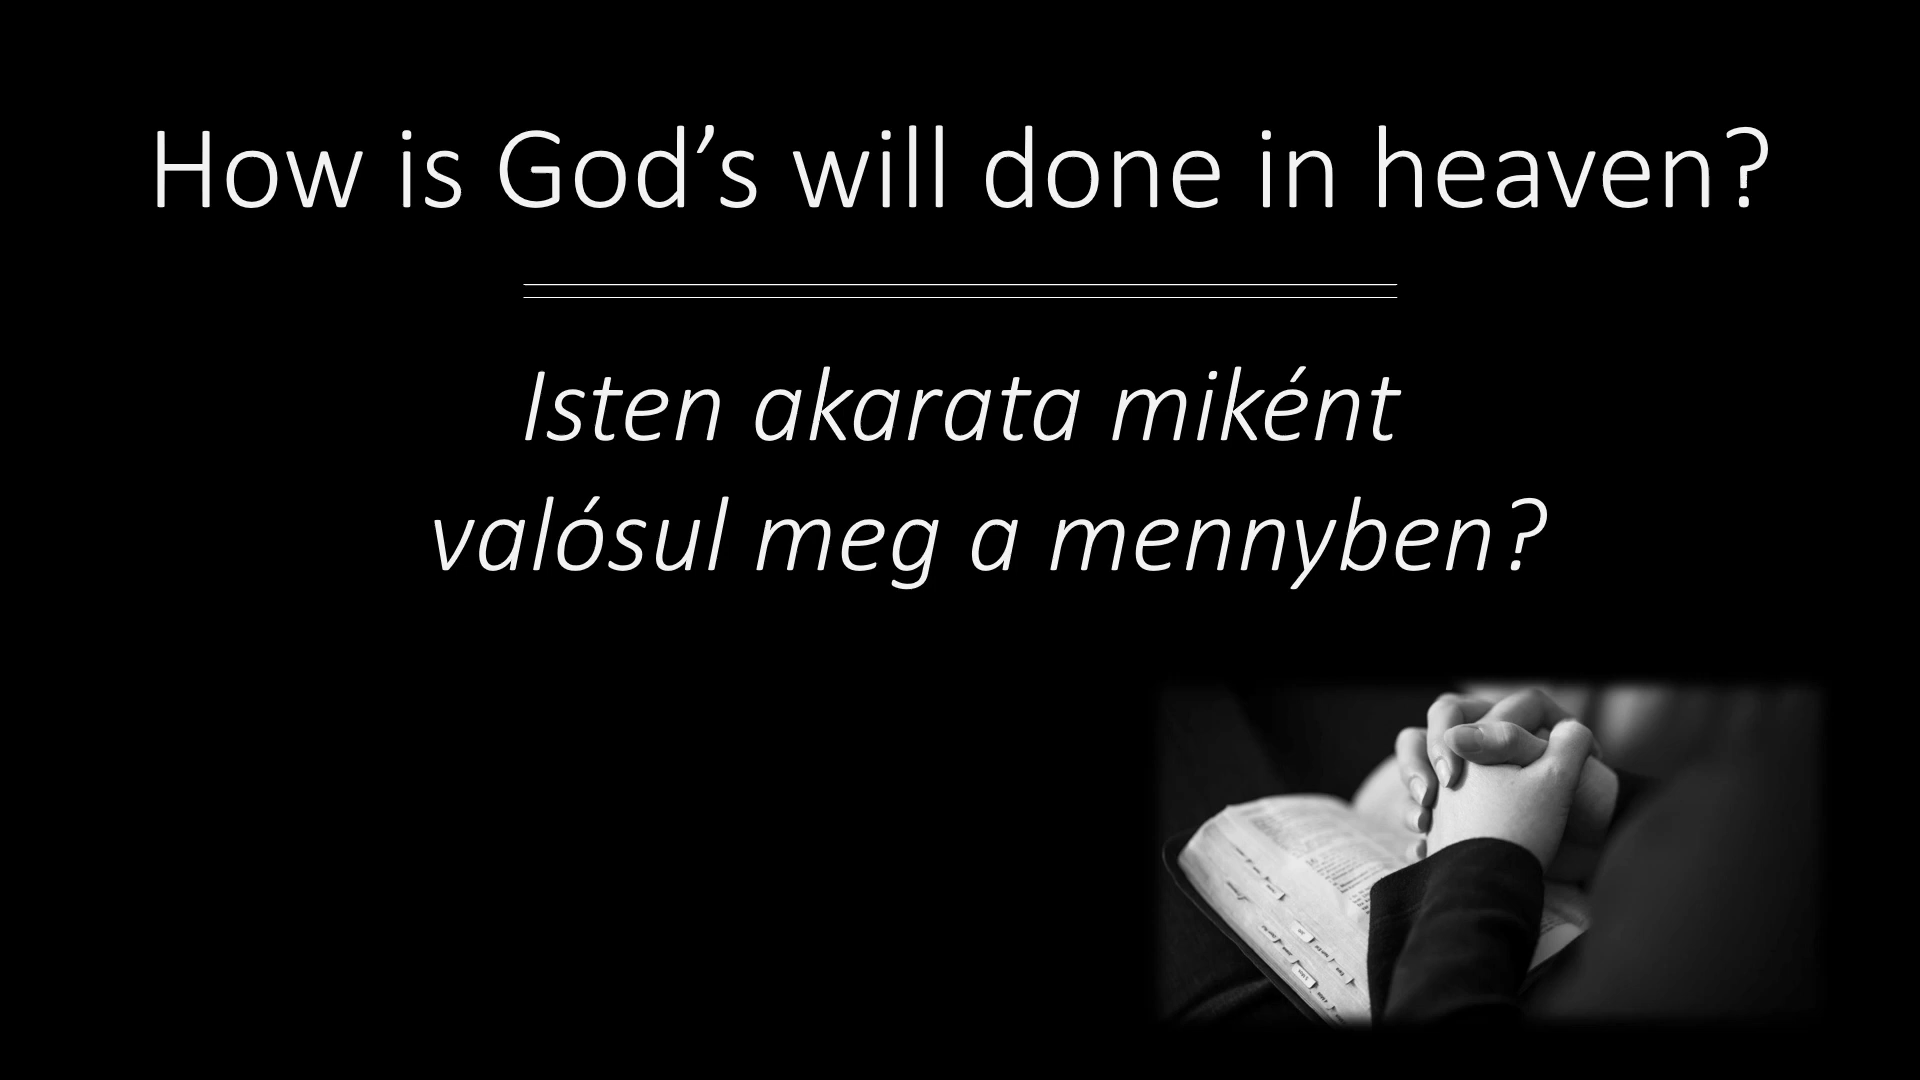 How is God’s will done in heaven?
Isten akarata miként
valósul meg a mennyben?